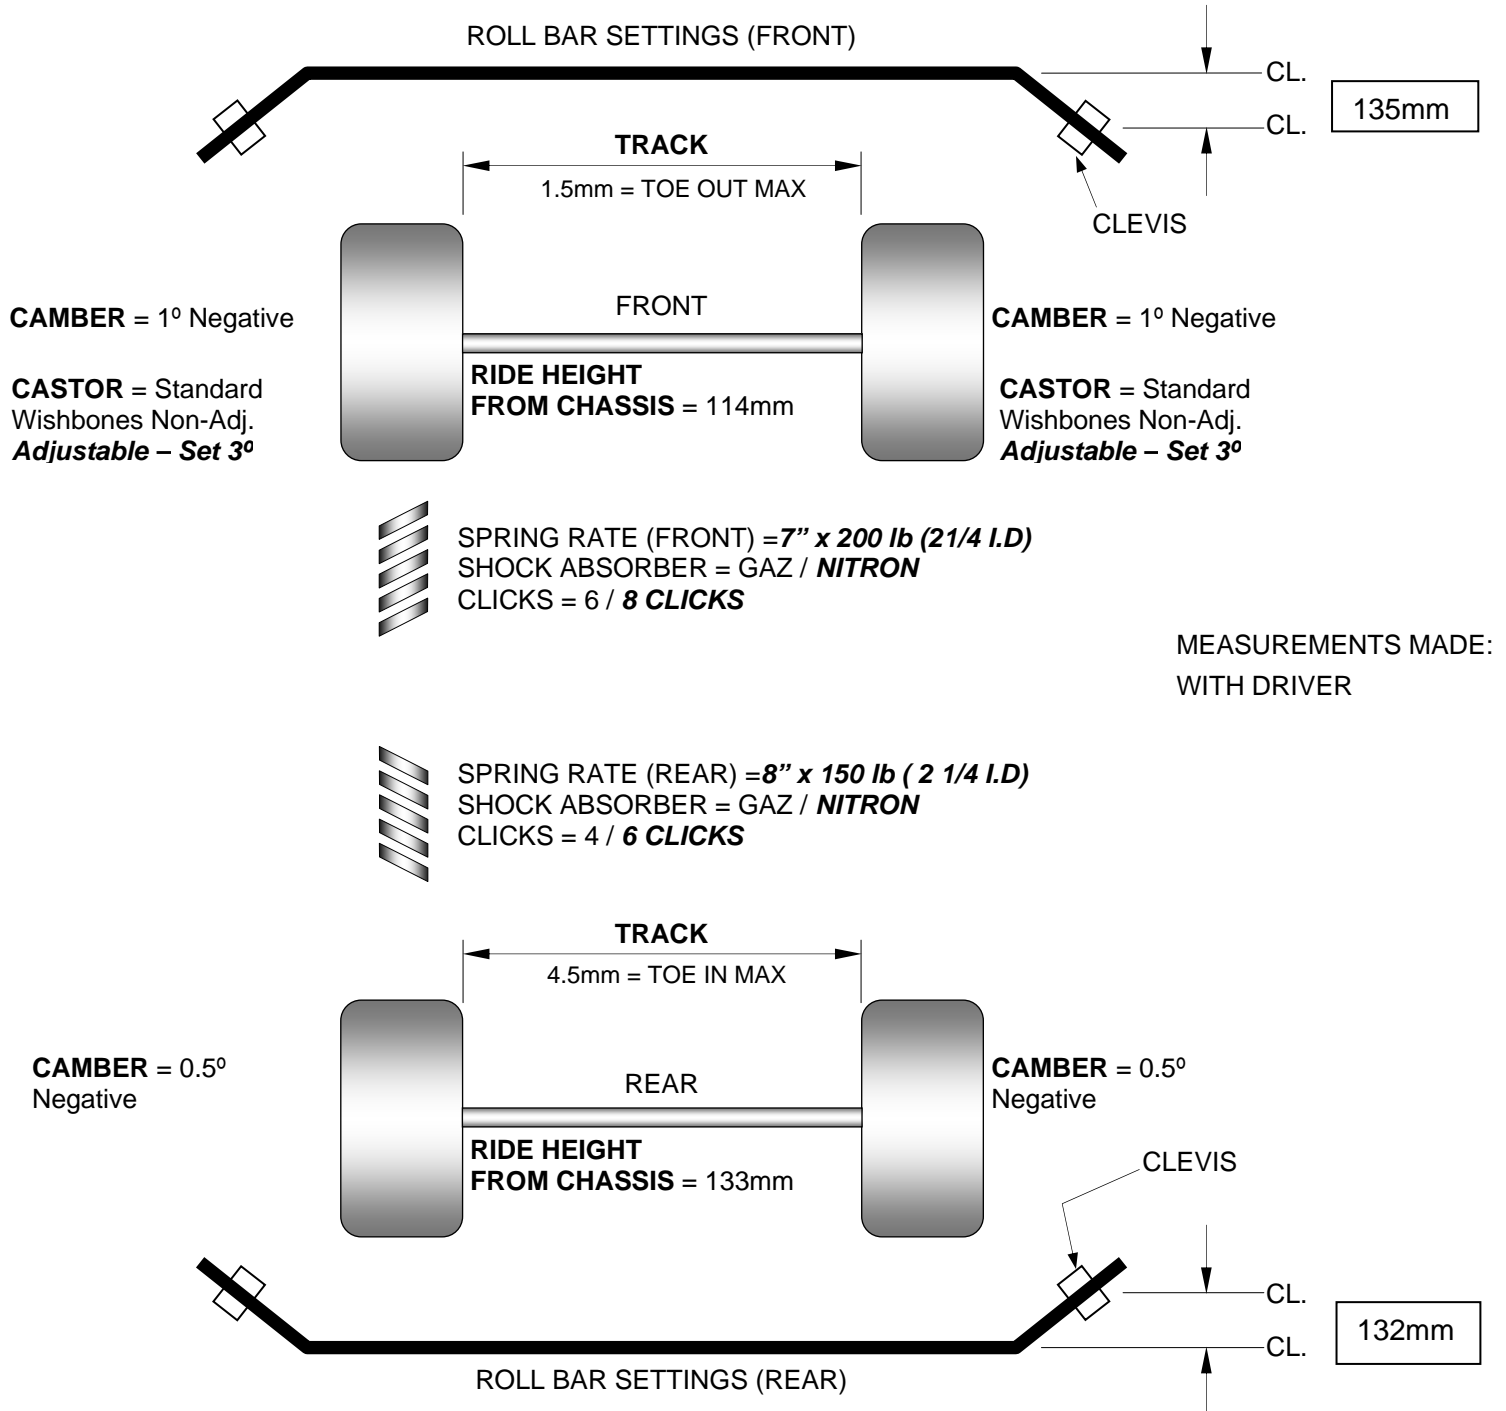 ROLL BAR SETTINGS (FRONT)
CL.
135mm
CL.
TRACK
1.5mm = TOE OUT MAX
CLEVIS
FRONT
CAMBER = 1º Negative
CAMBER = 1º Negative
RIDE HEIGHT
FROM CHASSIS = 114mm
CASTOR = Standard
Wishbones Non-Adj.
Adjustable – Set 3º
CASTOR = Standard
Wishbones Non-Adj.
Adjustable – Set 3º
SPRING RATE (FRONT) =7” x 200 lb (21/4 I.D)
SHOCK ABSORBER = GAZ / NITRON
CLICKS = 6 / 8 CLICKS
MEASUREMENTS MADE:
WITH DRIVER
SPRING RATE (REAR) =8” x 150 lb ( 2 1/4 I.D)
SHOCK ABSORBER = GAZ / NITRON
CLICKS = 4 / 6 CLICKS
TRACK
4.5mm = TOE IN MAX
CAMBER = 0.5º
Negative
REAR
CAMBER = 0.5º
Negative
RIDE HEIGHT
FROM CHASSIS = 133mm
CLEVIS
CL.
132mm
CL.
ROLL BAR SETTINGS (REAR)